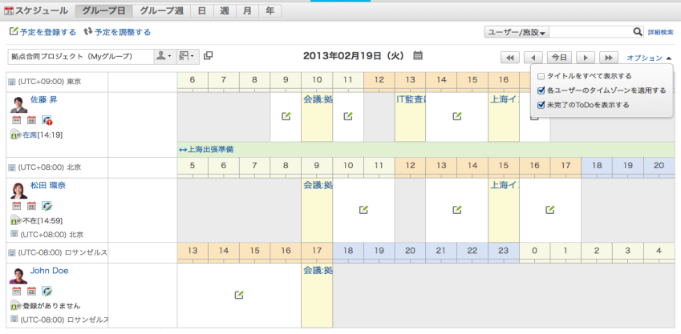 スケジュール グループ日 グループ週 日 週 月 年
予定を登録する 予定を調整する ユーザー/施設 詳細検索
拠点合同プロジェクト（Myグループ） 2013年02月19日（火） 今日 オプション
タイトルをすべて表示する
各ユーザーのタイムゾーンを適用する
未完了のToDoを表示する
(UTC+09:00) 東京 6 7 8 9 10 11 12 13 14 15 16
佐藤 昇 会議:拠 IT監査に 上海イ
在席[14:19]
⇔上海出張準備
(UTC+08:00) 北京 5 6 7 8 9 10 11 12 13 14 15 16 17 18 19 20
松田 環奈 会議:拠 上海イ
不在[14:59]
(UTC+08:00) 北京
(UTC-08:00) ロサンゼルス 13 14 15 16 17 18 19 20 21 22 23 0 1 2 3 4
John Doe 会議:拠
登録がありません
(UTC-08:00) ロサンゼルス